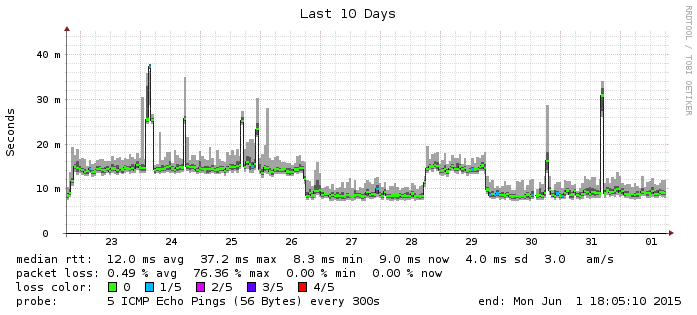 Last 10 Days
RRDTOOL / TOBI OETIKER
Seconds
40 m
30 m
20 m
10 m
0
23 24 25 26 27 28 29 30 31 01
median rtt: 12.0 ms avg 37.2 ms max 8.3 ms min 9.0 ms now 4.0 ms sd 3.0 am/s
packet loss: 0.49 % avg 76.36 % max 0.00 % min 0.00 % now
loss color: 0 1/5 2/5 3/5 4/5
probe: 5 ICMP Echo Pings (56 Bytes) every 300s end: Mon Jun 1 18:05:10 2015